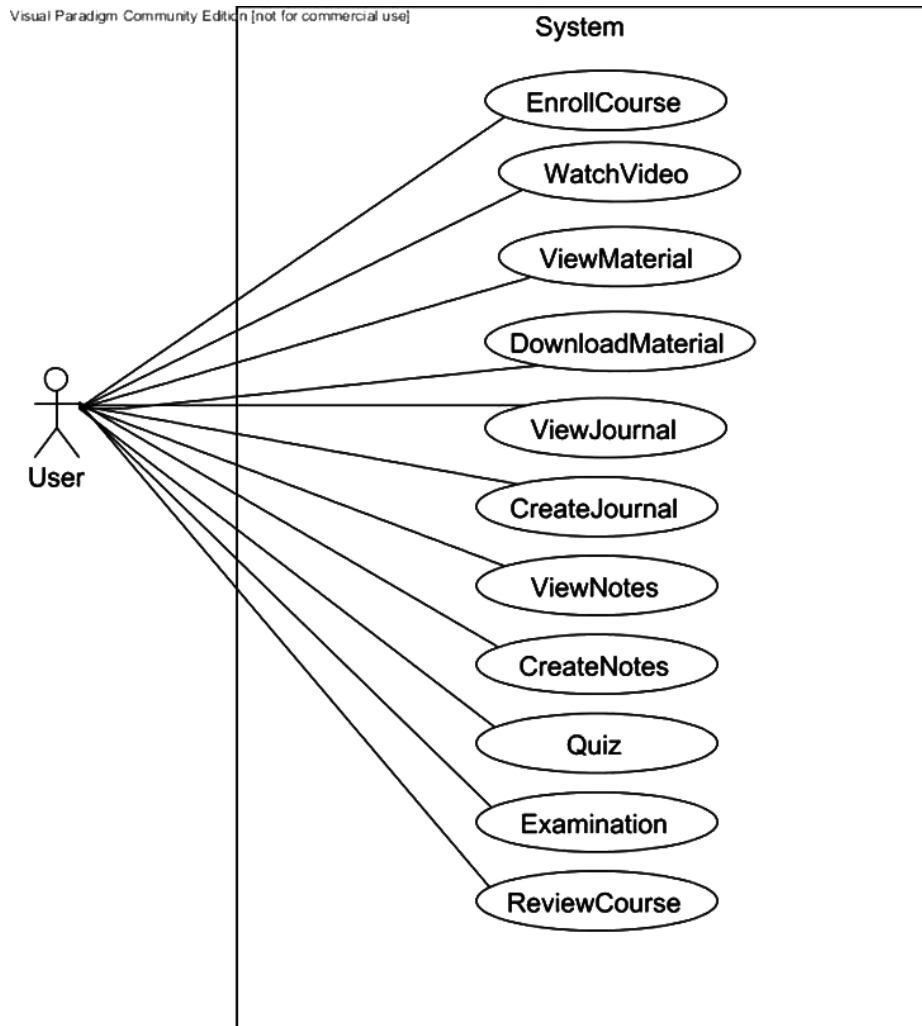 Visual Paradigm Community Edition [not for commercial use]
System
EnrollCourse
WatchVideo
ViewMaterial
DownloadMaterial
ViewJournal
User
CreateJournal
ViewNotes
CreateNotes
Quiz
Examination
ReviewCourse